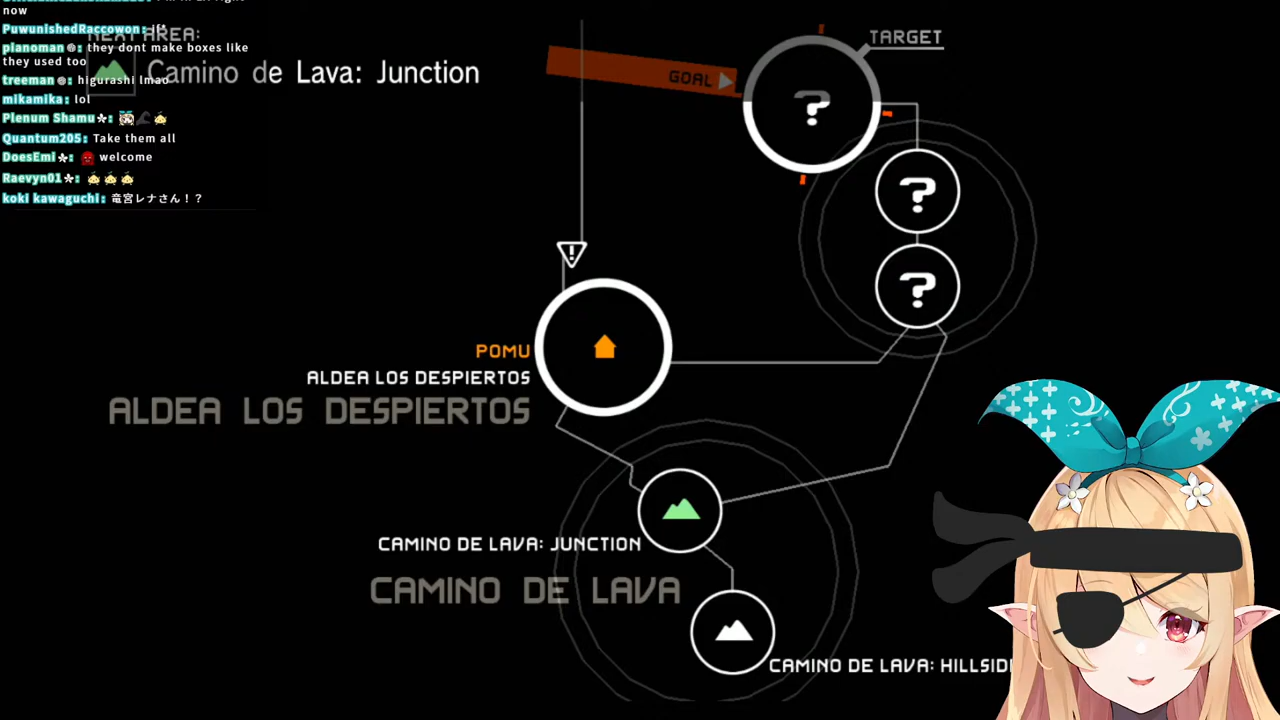 now
PuwunishedRaccowon: jf*
pianoman: they dont make boxes like
they used too
treeman: higurashi lmao
mikamika: lol
Plenum Shamu:
Quantum205: Take them all
DoesEmi: welcome
Raevyn01:
koki kawaguchi: 竜宮レナさん！？
NEXT AREA:
Camino de Lava: Junction
GOAL
TARGET
?
?
?
!
POMU
ALDEA LOS DESPIERTOS
ALDEA LOS DESPIERTOS
CAMINO DE LAVA: JUNCTION
CAMINO DE LAVA
CAMINO DE LAVA: HILLSID